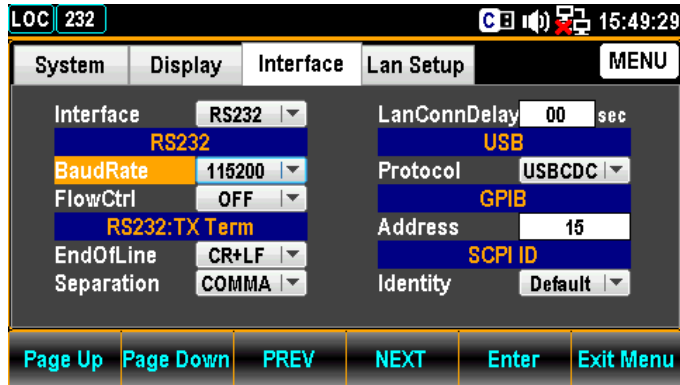 LOC 232 C 15:49:29
System Display Interface Lan Setup MENU
Interface RS232
RS232
BaudRate 115200
FlowCtrl OFF
RS232:TX Term
EndOfLine CR+LF
Separation COMMA
LanConnDelay 00 sec
USB
Protocol USBCDC
GPIB
Address 15
SCPI ID
Identity Default
Page Up Page Down PREV NEXT Enter Exit Menu